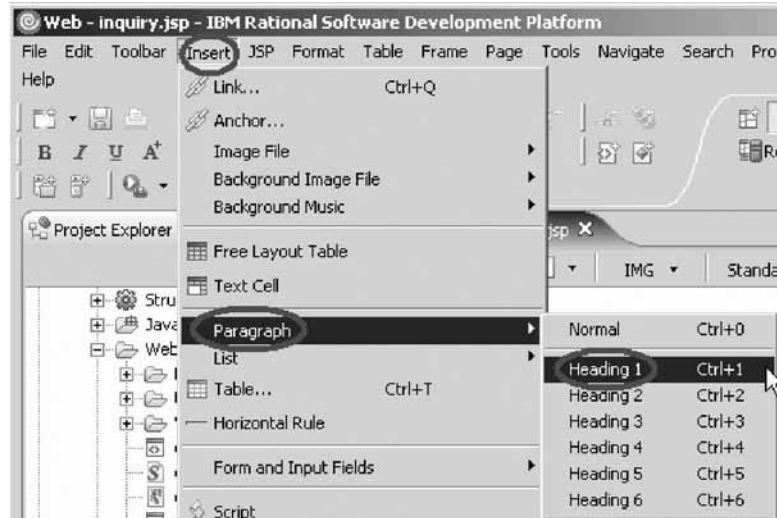 Web - inquiry.jsp - IBM Rational Software Development Platform
File Edit Toolbar Insert JSP Format Table Frame Page Tools Navigate Search
Help
Link... Ctrl+Q
Anchor...
B I U A
Image File
Background Image File
Background Music
Project Explorer
jsp
Free Layout Table
IMG
Text Cell
Paragraph
Normal Ctrl+0
List
Heading 1 Ctrl+1
Table... Ctrl+T
Heading 2 Ctrl+2
Horizontal Rule
Heading 3 Ctrl+3
Heading 4 Ctrl+4
Form and Input Fields
Heading 5 Ctrl+5
Heading 6 Ctrl+6
Script